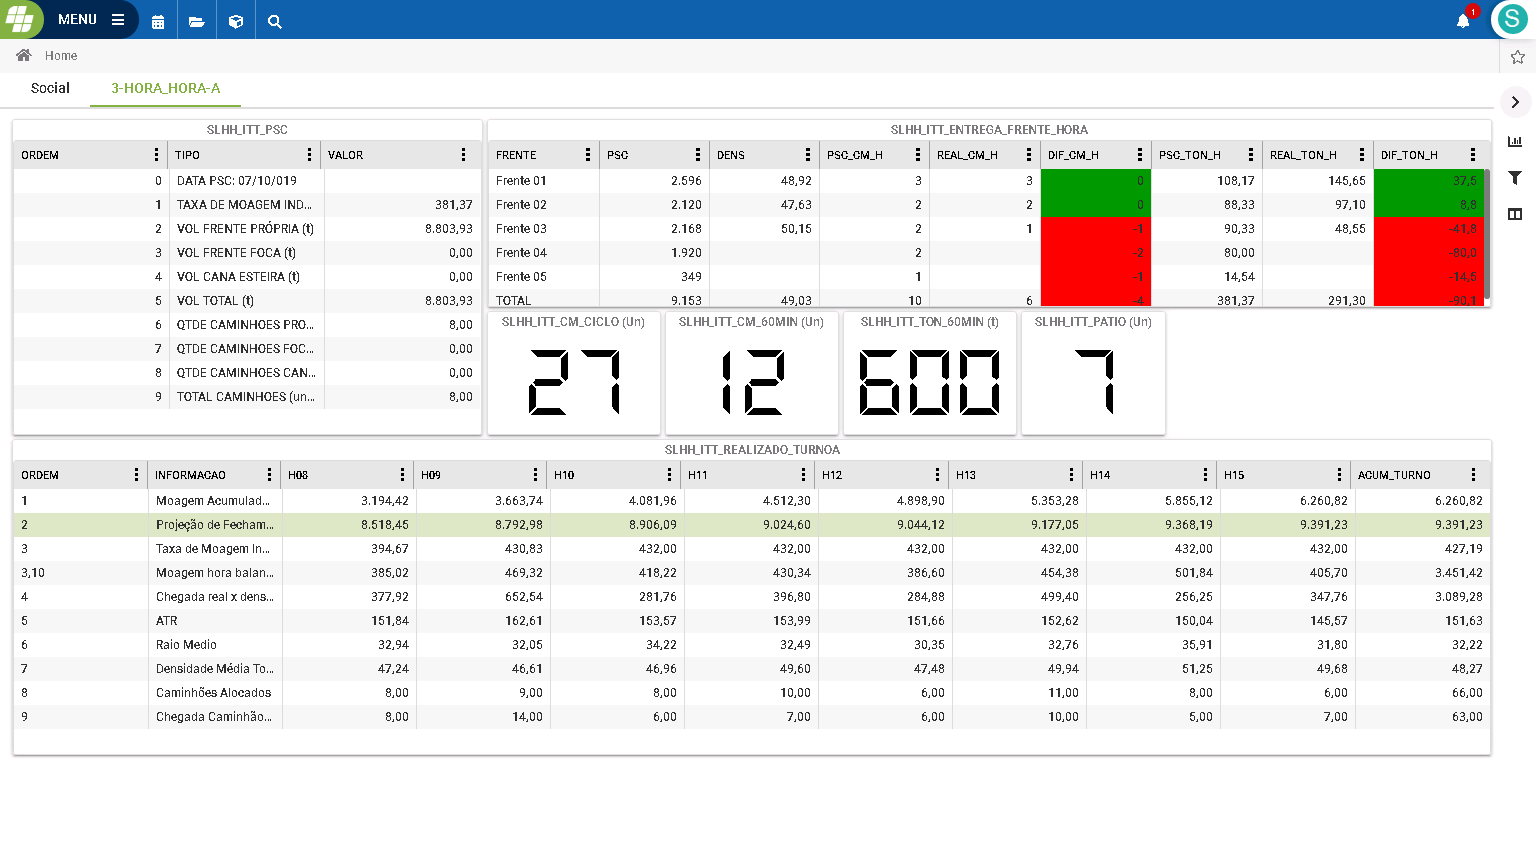 MENU
1
S
Home
Social 3-HORA_HORA-A
SLHH_ITT_PSC
ORDEM TIPO VALOR
0 DATA PSC: 07/10/019
1 TAXA DE MOAGEM IND... 381,37
2 VOL FRENTE PRÓPRIA (t) 8.803,93
3 VOL FRENTE FOCA (t) 0,00
4 VOL CANA ESTEIRA (t) 0,00
5 VOL TOTAL (t) 8.803,93
6 QTDE CAMINHOES PRO... 8,00
7 QTDE CAMINHOES FOC... 0,00
8 QTDE CAMINHOES CAN... 0,00
9 TOTAL CAMINHOES (un... 8,00
SLHH_ITT_ENTREGA_FRENTE_HORA
FRENTE PSC DENS PSC_CM_H REAL_CM_H DIF_CM_H PSC_TON_H REAL_TON_H DIF_TON_H
Frente 01 2.596 48,92 3 3 0 108,17 145,65 37,5
Frente 02 2.120 47,63 2 2 0 88,33 97,10 8,8
Frente 03 2.168 50,15 2 1 -1 90,33 48,55 -41,8
Frente 04 1.920 2 -2 80,00 -80,0
Frente 05 349 1 -1 14,54 -14,5
TOTAL 9.153 49,03 10 6 -4 381,37 291,30 -90,1
SLHH_ITT_CM_CICLO (Un)
27
SLHH_ITT_CM_60MIN (Un)
12
SLHH_ITT_TON_60MIN (t)
600
SLHH_ITT_PATIO (Un)
7
SLHH_ITT_REALIZADO_TURNOA
ORDEM INFORMACAO H08 H09 H10 H11 H12 H13 H14 H15 ACUM_TURNO
1 Moagem Acumulad... 3.194,42 3.663,74 4.081,96 4.512,30 4.898,90 5.353,28 5.855,12 6.260,82 6.260,82
2 Projeção de Fecham... 8.518,45 8.792,98 8.906,09 9.024,60 9.044,12 9.177,05 9.368,19 9.391,23 9.391,23
3 Taxa de Moagem In... 394,67 430,83 432,00 432,00 432,00 432,00 432,00 432,00 427,19
3,10 Moagem hora balan... 385,02 469,32 418,22 430,34 386,60 454,38 501,84 405,70 3.451,42
4 Chegada real x dens... 377,92 652,54 281,76 396,80 284,88 499,40 256,25 347,76 3.089,28
5 ATR 151,84 162,61 153,57 153,99 151,66 152,62 150,04 145,57 151,63
6 Raio Medio 32,94 32,05 34,22 32,49 30,35 32,76 35,91 31,80 32,22
7 Densidade Média To... 47,24 46,61 46,96 49,60 47,48 49,94 51,25 49,68 48,27
8 Caminhões Alocados 8,00 9,00 8,00 10,00 6,00 11,00 8,00 6,00 66,00
9 Chegada Caminhão... 8,00 14,00 6,00 7,00 6,00 10,00 5,00 7,00 63,00